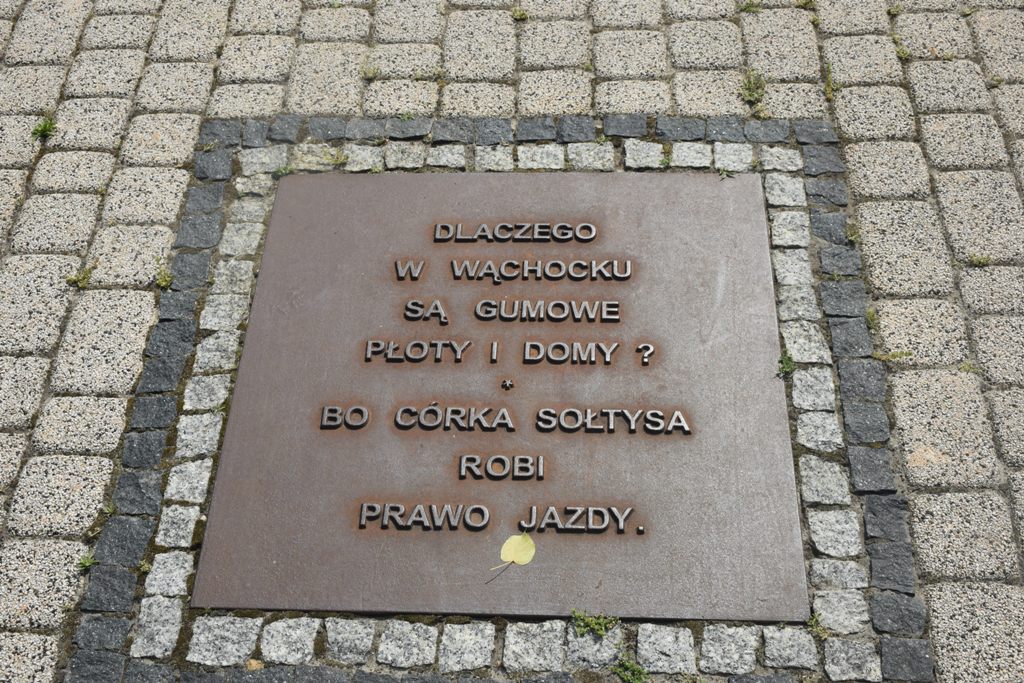 DLACZEGO
W WĄCHOCKU
SĄ GUMOWE
PŁOTY I DOMY ?
*
BO CÓRKA SOŁTYSA
ROBI
PRAWO JAZDY.